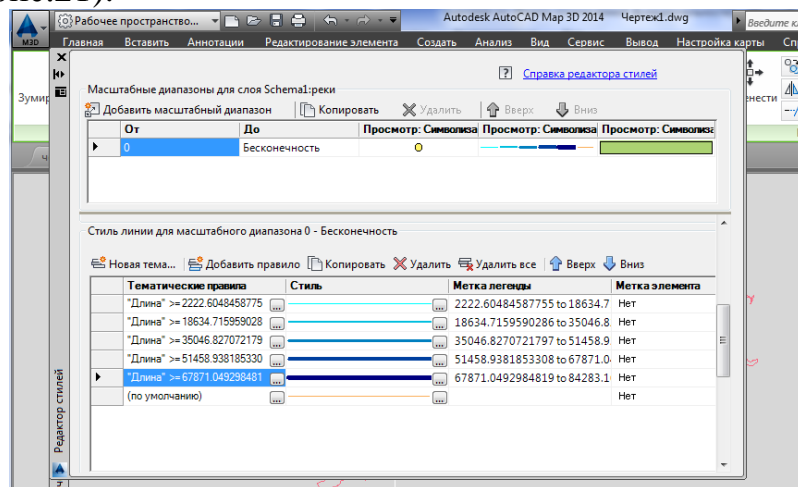 рис.21).
Рабочее пространство... Autodesk AutoCAD Map 3D 2014 Чертеж1.dwg
M3D Главная Вставить Аннотации Редактирование элемента Создать Анализ Вид Сервис Вывод Настройка карты
Справка редактора стилей
Масштабные диапазоны для слоя Schema1:реки
Добавить масштабный диапазон Копировать Удалить Вверх Вниз
От До Просмотр: Символиза Просмотр: Символиза Просмотр: Символиза
0 Бесконечность
Стиль линии для масштабного диапазона 0 - Бесконечность
Новая тема... Добавить правило Копировать Удалить Удалить все Вверх Вниз
Тематические правила Стиль Метка легенды Метка элемента
"Длина" >= 2222.6048458775 ... ... 2222.60484587755 to 18634.7 Нет
"Длина" >= 18634.715959028 ... ... 18634.7159590286 to 35046.8 Нет
"Длина" >= 35046.827072179 ... ... 35046.8270721797 to 51458.9 Нет
"Длина" >= 51458.938185330 ... ... 51458.9381853308 to 67871.0 Нет
"Длина" >= 67871.049298481 ... ... 67871.0492984819 to 84283.1 Нет
(по умолчанию) ... ... Нет
Редактор стилей